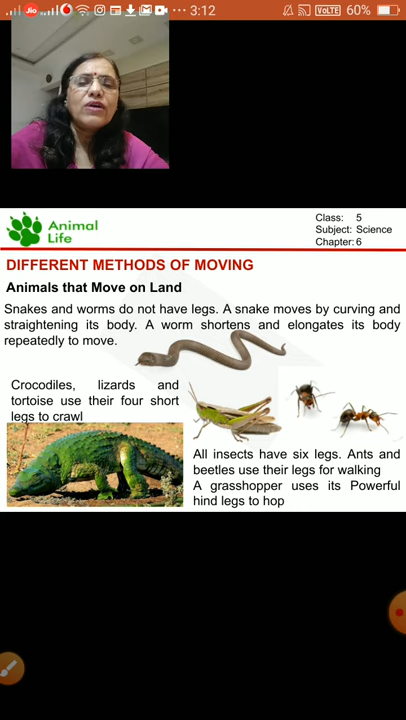 Jio
3:12
VoLTE
60%
Animal
Life
Class: 5
Subject: Science
Chapter: 6
DIFFERENT METHODS OF MOVING
Animals that Move on Land
Snakes and worms do not have legs. A snake moves by curving and
straightening its body. A worm shortens and elongates its body
repeatedly to move.
Crocodiles, lizards and
tortoise use their four short
legs to crawl
All insects have six legs. Ants and
beetles use their legs for walking
A grasshopper uses its Powerful
hind legs to hop